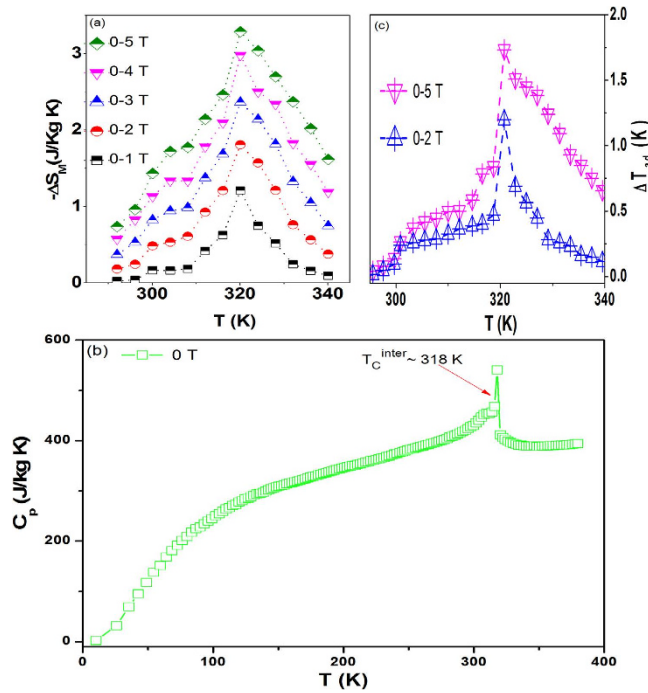 (a)
0-5 T
0-4 T
0-3 T
0-2 T
0-1 T
-ΔS_M(J/Kg K)
3
2
1
0
300 320 340
T (K)
(c)
0-5 T
0-2 T
2.0
1.5
1.0
0.5
0.0
Δ T_ad (K)
300 320 340
T (K)
(b)
0 T
T_C^inter ~ 318 K
C_p (J/kg K)
600
400
200
0
0 100 200 300 400
T (K)